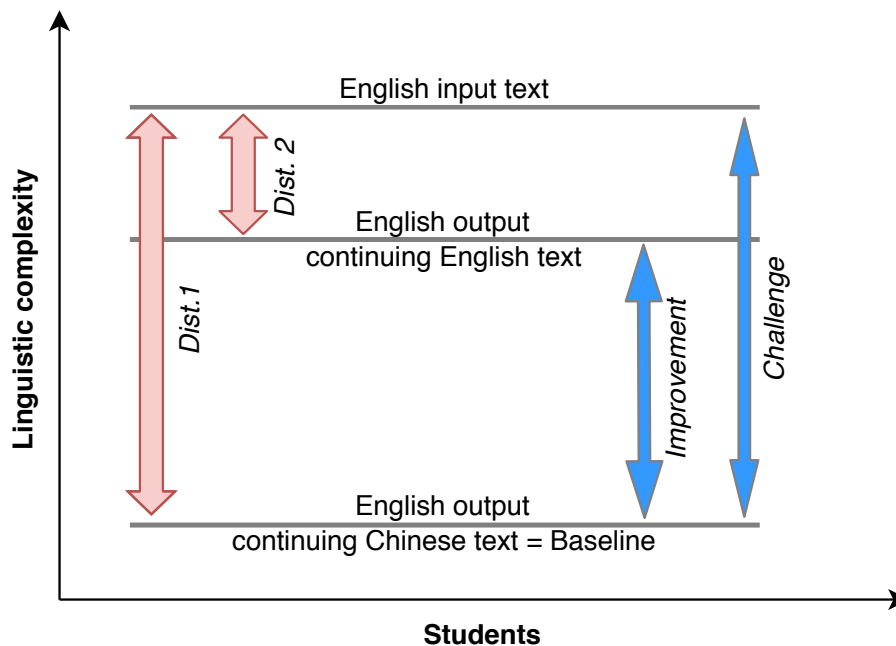 English input text
Dist. 2
English output
continuing English text
Dist.1
Improvement
Challenge
Linguistic complexity
English output
continuing Chinese text = Baseline
Students